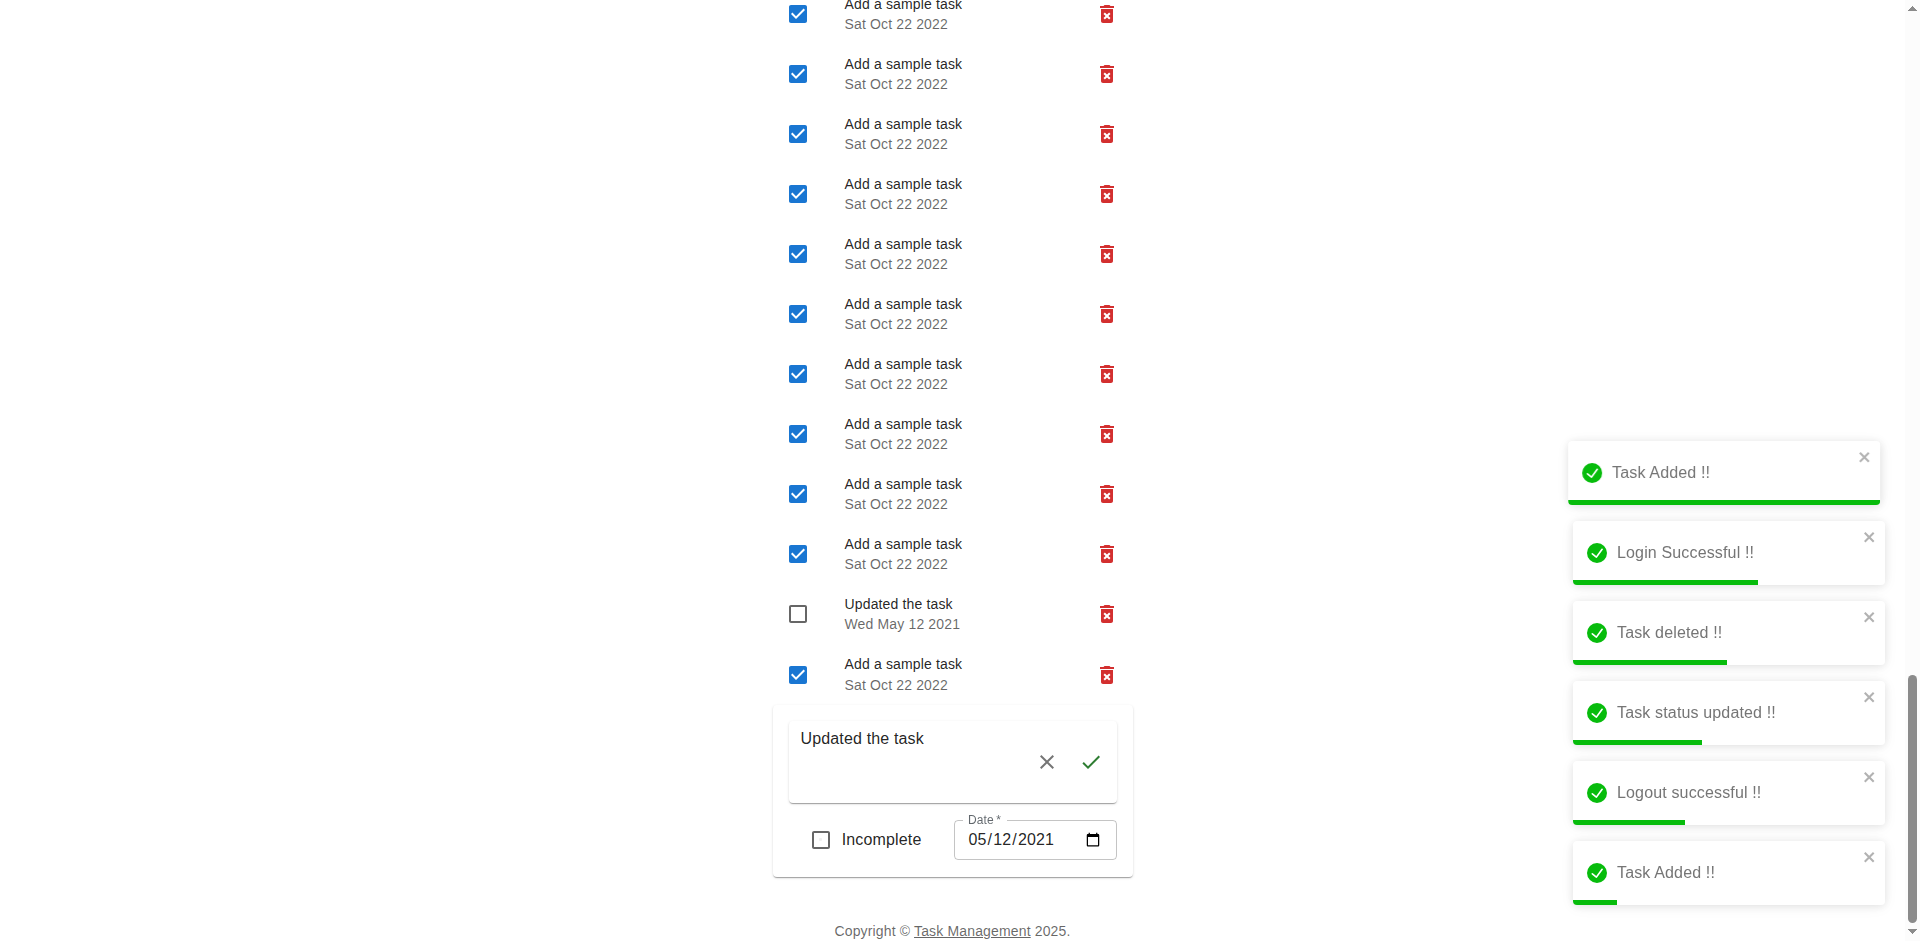 Add a sample task
Sat Oct 22 2022
Add a sample task
Sat Oct 22 2022
Add a sample task
Sat Oct 22 2022
Add a sample task
Sat Oct 22 2022
Add a sample task
Sat Oct 22 2022
Add a sample task
Sat Oct 22 2022
Add a sample task
Sat Oct 22 2022
Add a sample task
Sat Oct 22 2022
Add a sample task
Sat Oct 22 2022
Add a sample task
Sat Oct 22 2022
Updated the task
Wed May 12 2021
Add a sample task
Sat Oct 22 2022
Updated the task
Incomplete
Date *
05/12/2021
Copyright © Task Management 2025.
Task Added !!
Login Successful !!
Task deleted !!
Task status updated !!
Logout successful !!
Task Added !!